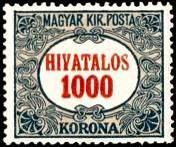 MAGYAR KIR. POSTA
HIVATALOS
1000
KORONA